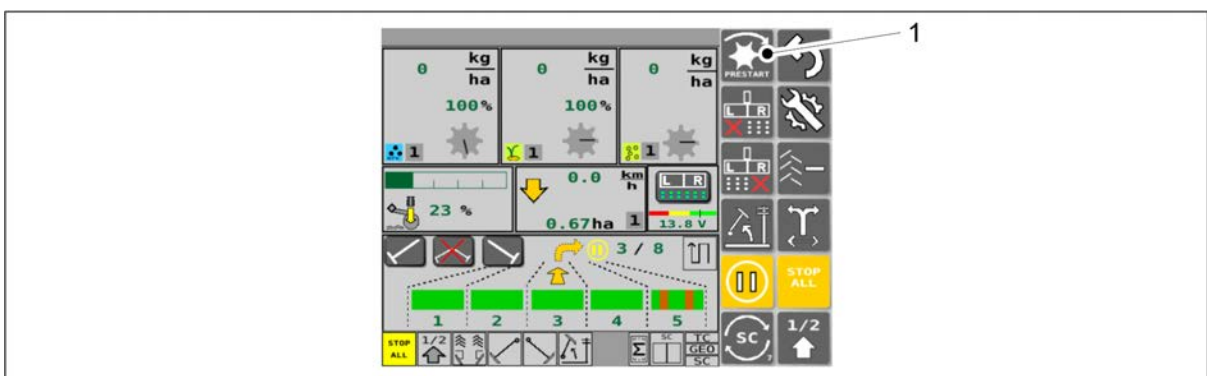 1
PRESTART
0 kg/ha 0 kg/ha 0 kg/ha
100% 100%
1 1 1
L R
L R
0.0 km/h
L R
23 %
0.67ha 1 13.8 V
3 / 8
1 2 3 4 5
STOP ALL
STOP ALL 1/2 Σ SC TC GEO SC
SC 7 1/2